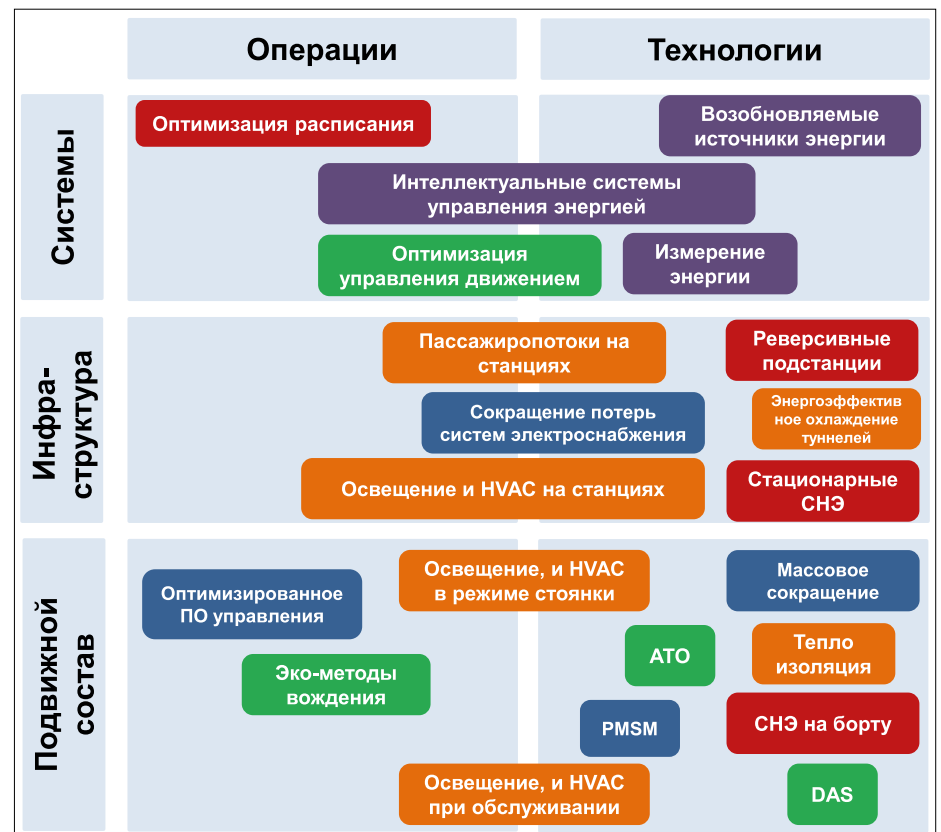 Операции
Технологии
Системы
Оптимизация расписания
Возобновляемые
источники энергии
Интеллектуальные системы
управления энергией
Оптимизация
управления движением
Измерение
энергии
Инфра-
структура
Пассажиропотоки на
станциях
Реверсивные
подстанции
Сокращение потерь
систем электроснабжения
Энергоэффектив
ное охлаждение
туннелей
Освещение и HVAC на станциях
Стационарные
СНЭ
Подвижной
состав
Оптимизированное
ПО управления
Освещение, и HVAC
в режиме стоянки
Массовое
сокращение
Эко-методы
вождения
АТО
Тепло
изоляция
PMSM
СНЭ на борту
Освещение, и HVAC
при обслуживании
DAS